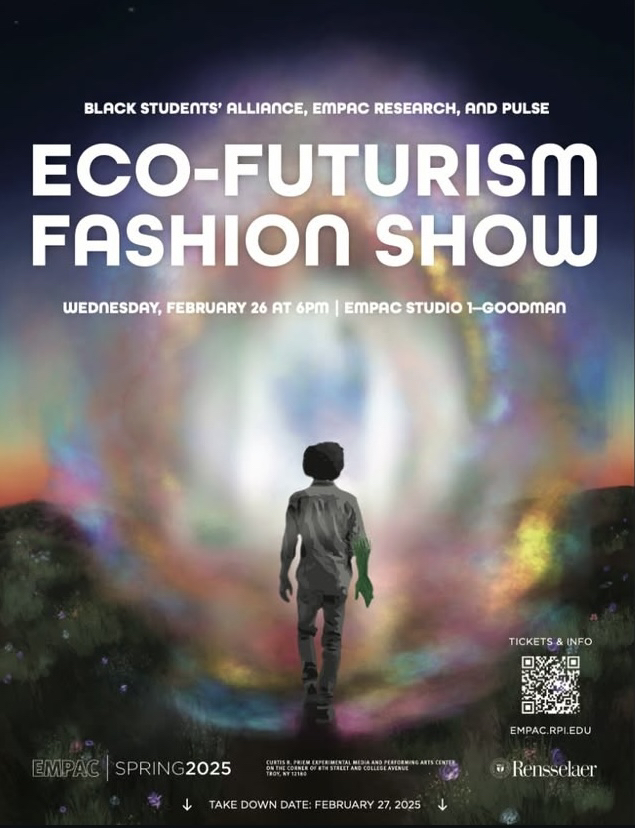 BLACK STUDENTS' ALLIANCE, EMPAC RESEARCH, AND PULSE
ECO-FUTURISM
FASHION SHOW
WEDNESDAY, FEBRUARY 26 AT 6PM | EMPAC STUDIO 1—GOODMAN
TICKETS & INFO
EMPAC.RPI.EDU
EMPAC | SPRING2025
CURTIS R. PRIEM EXPERIMENTAL MEDIA AND PERFORMING ARTS CENTER
ON THE CORNER OF 8TH STREET AND COLLEGE AVENUE
TROY, NY 12180
Rensselaer
↓ TAKE DOWN DATE: FEBRUARY 27, 2025 ↓